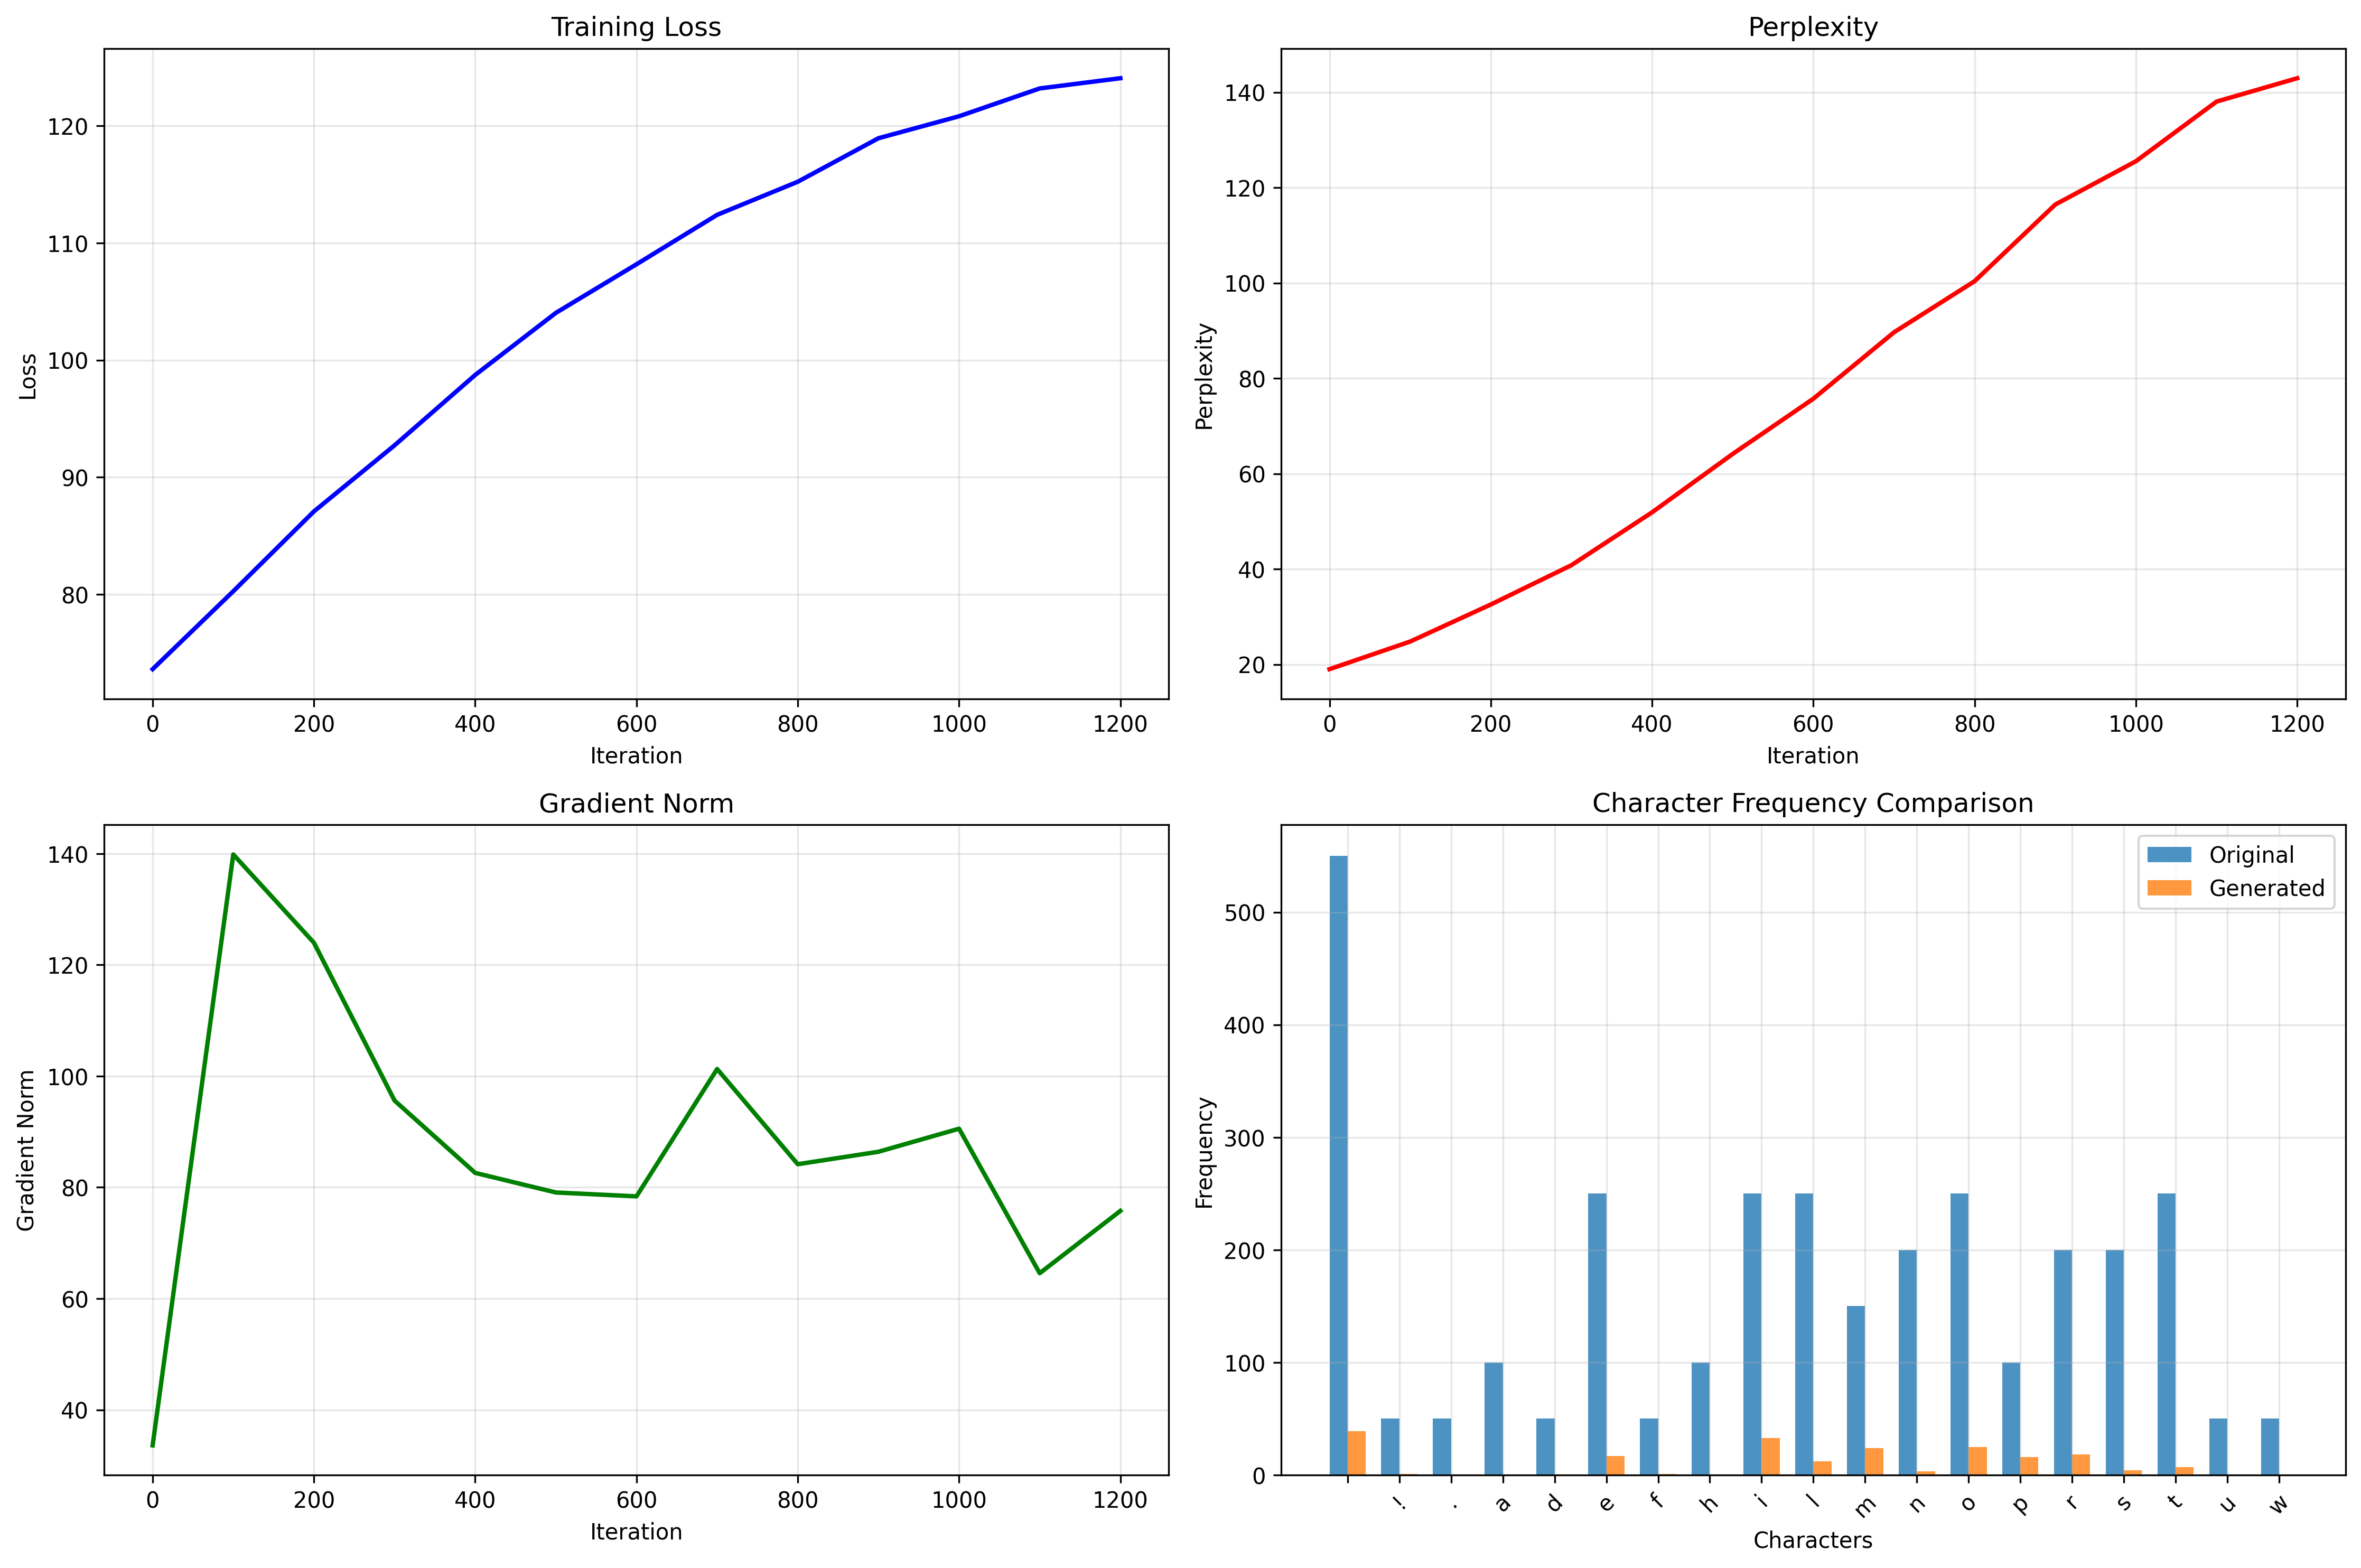 Training Loss
Loss
120
110
100
90
80
0 200 400 600 800 1000 1200
Iteration
Perplexity
Perplexity
140
120
100
80
60
40
20
0 200 400 600 800 1000 1200
Iteration
Gradient Norm
Gradient Norm
140
120
100
80
60
40
0 200 400 600 800 1000 1200
Iteration
Character Frequency Comparison
Original
Generated
Frequency
500
400
300
200
100
0
! . a d e f h i l m n o p r s t u w
Characters